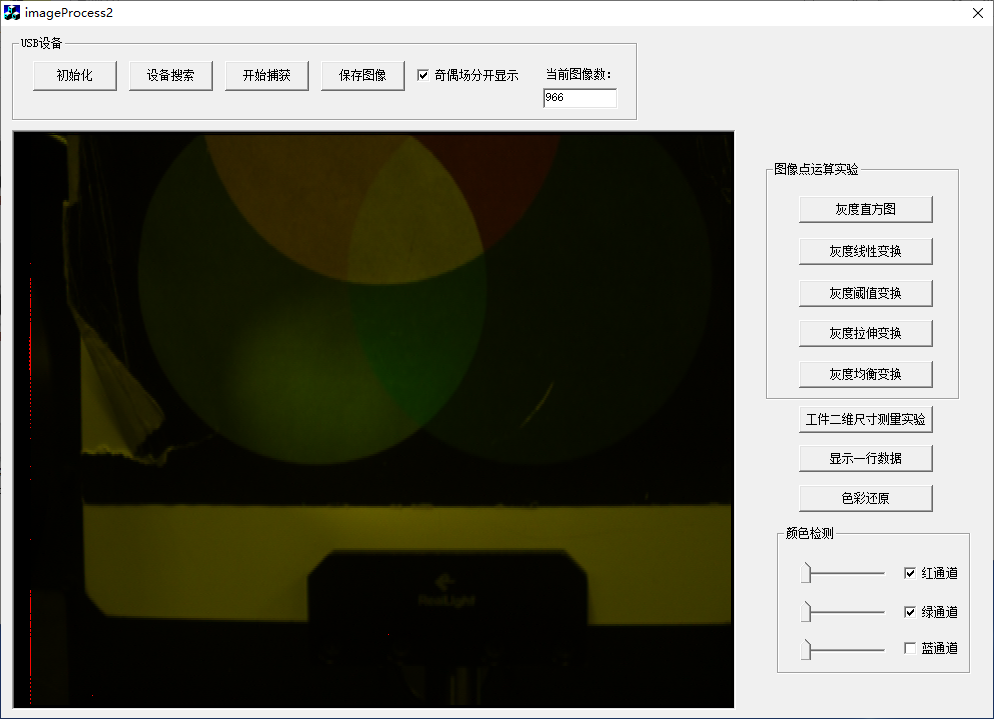 imageProcess2
USB设备
初始化
设备搜索
开始捕获
保存图像
奇偶场分开显示
当前图像数:
966
图像点运算实验
灰度直方图
灰度线性变换
灰度阈值变换
灰度拉伸变换
灰度均衡变换
工件二维尺寸测量实验
显示一行数据
色彩还原
颜色检测
红通道
绿通道
蓝通道
RealLight